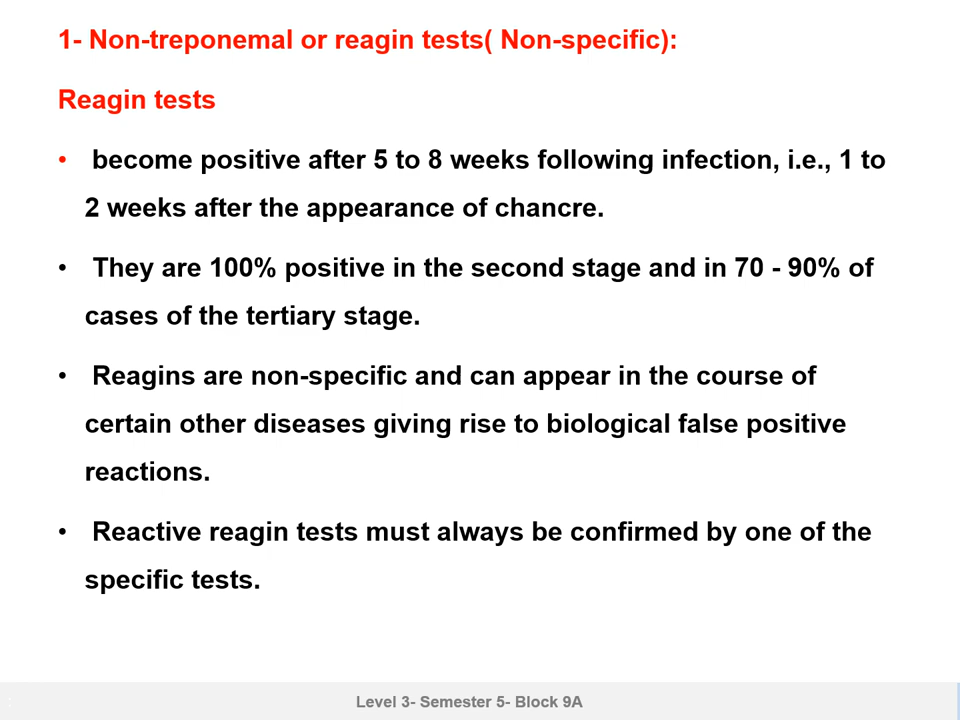 1- Non-treponemal or reagin tests( Non-specific):
Reagin tests
• become positive after 5 to 8 weeks following infection, i.e., 1 to
2 weeks after the appearance of chancre.
• They are 100% positive in the second stage and in 70 - 90% of
cases of the tertiary stage.
• Reagins are non-specific and can appear in the course of
certain other diseases giving rise to biological false positive
reactions.
• Reactive reagin tests must always be confirmed by one of the
specific tests.
Level 3- Semester 5- Block 9A